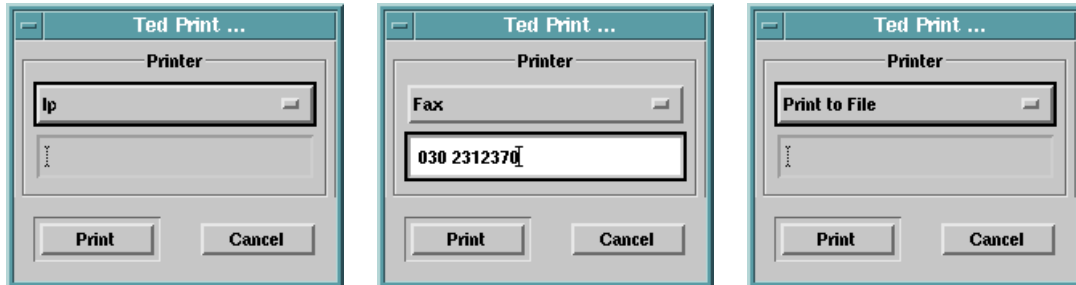 Ted Print ...
Printer
lp
Print
Cancel
Ted Print ...
Printer
Fax
030 2312370
Print
Cancel
Ted Print ...
Printer
Print to File
Print
Cancel